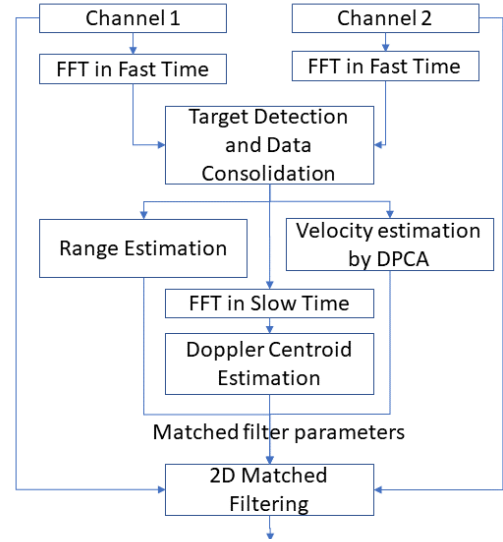 Channel 1
Channel 2
FFT in Fast Time
FFT in Fast Time
Target Detection
and Data
Consolidation
Range Estimation
Velocity estimation
by DPCA
FFT in Slow Time
Doppler Centroid
Estimation
Matched filter parameters
2D Matched
Filtering